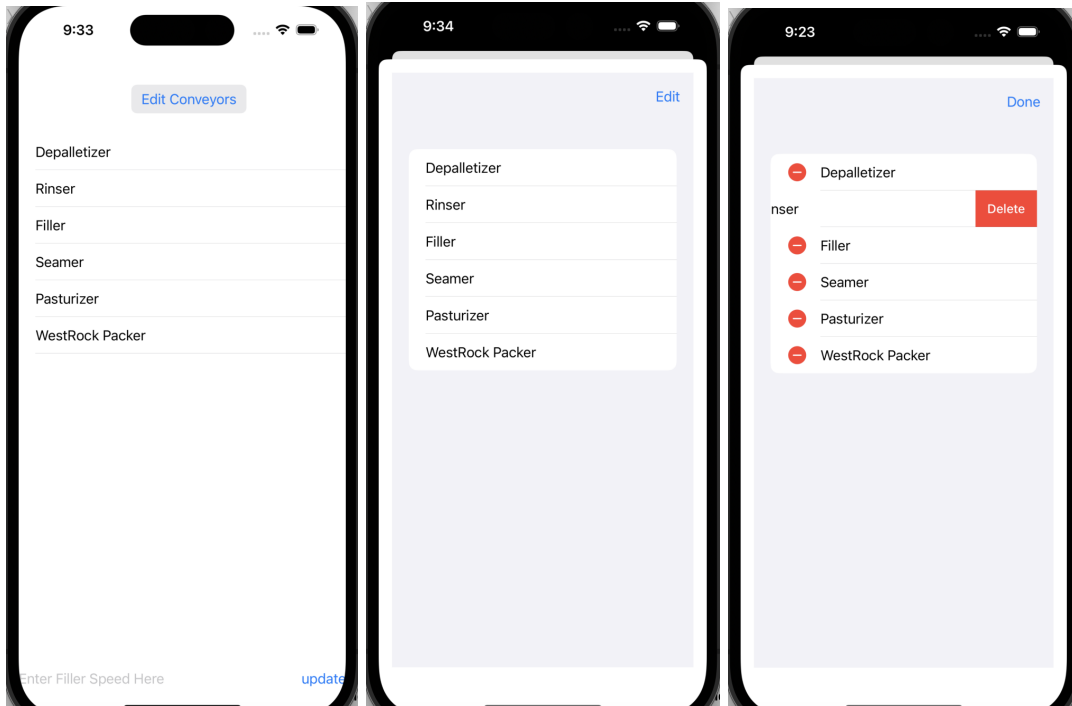 9:33
Edit Conveyors
Depalletizer
Rinser
Filler
Seamer
Pasturizer
WestRock Packer
Enter Filler Speed Here
update
9:34
Edit
Depalletizer
Rinser
Filler
Seamer
Pasturizer
WestRock Packer
9:23
Done
Depalletizer
nser Delete
Filler
Seamer
Pasturizer
WestRock Packer